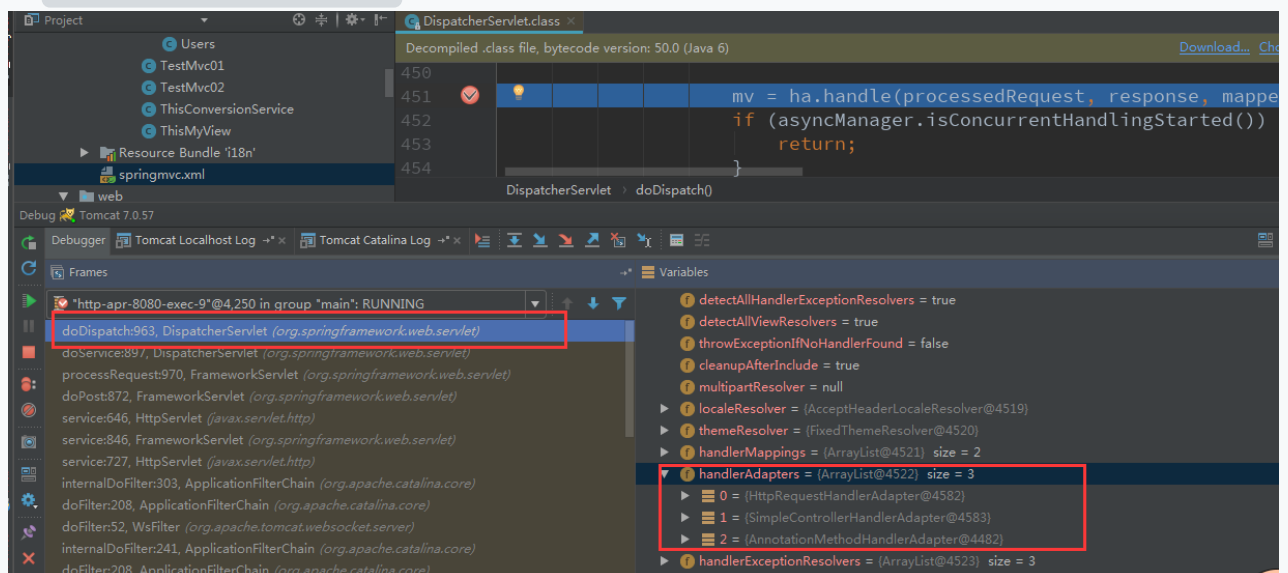 Project
DispatcherServlet.class
Users
TestMvc01
TestMvc02
ThisConversionService
ThisMyView
Resource Bundle 'i18n'
springmvc.xml
web
Decompiled .class file, bytecode version: 50.0 (Java 6)
Download...
450
451 mv = ha.handle(processedRequest, response, mappe
452 if (asyncManager.isConcurrentHandlingStarted())
453 return;
454 }
DispatcherServlet doDispatch()
Debug Tomcat 7.0.57
Debugger Tomcat Localhost Log Tomcat Catalina Log
Frames
"http-apr-8080-exec-9"@4,250 in group "main": RUNNING
doDispatch:963, DispatcherServlet (org.springframework.web.servlet)
doService:897, DispatcherServlet (org.springframework.web.servlet)
processRequest:970, FrameworkServlet (org.springframework.web.servlet)
doPost:872, FrameworkServlet (org.springframework.web.servlet)
service:646, HttpServlet (javax.servlet.http)
service:846, FrameworkServlet (org.springframework.web.servlet)
service:727, HttpServlet (javax.servlet.http)
internalDoFilter:303, ApplicationFilterChain (org.apache.catalina.core)
doFilter:208, ApplicationFilterChain (org.apache.catalina.core)
doFilter:52, WsFilter (org.apache.tomcat.websocket.server)
internalDoFilter:241, ApplicationFilterChain (org.apache.catalina.core)
doFilter:208, ApplicationFilterChain (org.apache.catalina.core)
Variables
detectAllHandlerExceptionResolvers = true
detectAllViewResolvers = true
throwExceptionIfNoHandlerFound = false
cleanupAfterInclude = true
multipartResolver = null
localeResolver = {AcceptHeaderLocaleResolver@4519}
themeResolver = {FixedThemeResolver@4520}
handlerMappings = {ArrayList@4521} size = 2
handlerAdapters = {ArrayList@4522} size = 3
0 = {HttpRequestHandlerAdapter@4582}
1 = {SimpleControllerHandlerAdapter@4583}
2 = {AnnotationMethodHandlerAdapter@4482}
handlerExceptionResolvers = {ArrayList@4523} size = 3